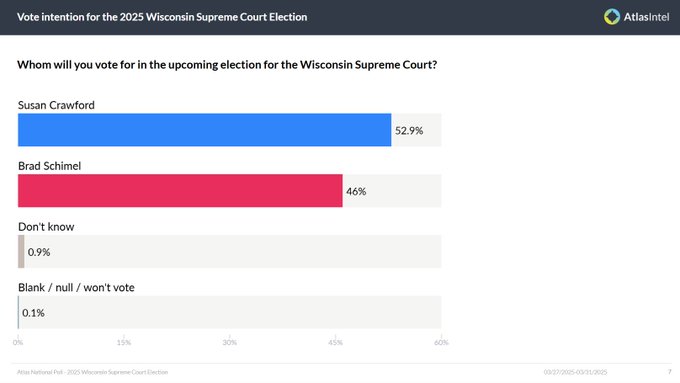 Vote intention for the 2025 Wisconsin Supreme Court Election
AtlasIntel
Whom will you vote for in the upcoming election for the Wisconsin Supreme Court?
Susan Crawford
52.9%
Brad Schimel
46%
Don't know
0.9%
Blank / null / won't vote
0.1%
0% 15% 30% 45% 60%
Atlas National Poll - 2025 Wisconsin Supreme Court Election 03/27/2025-03/31/2025 7